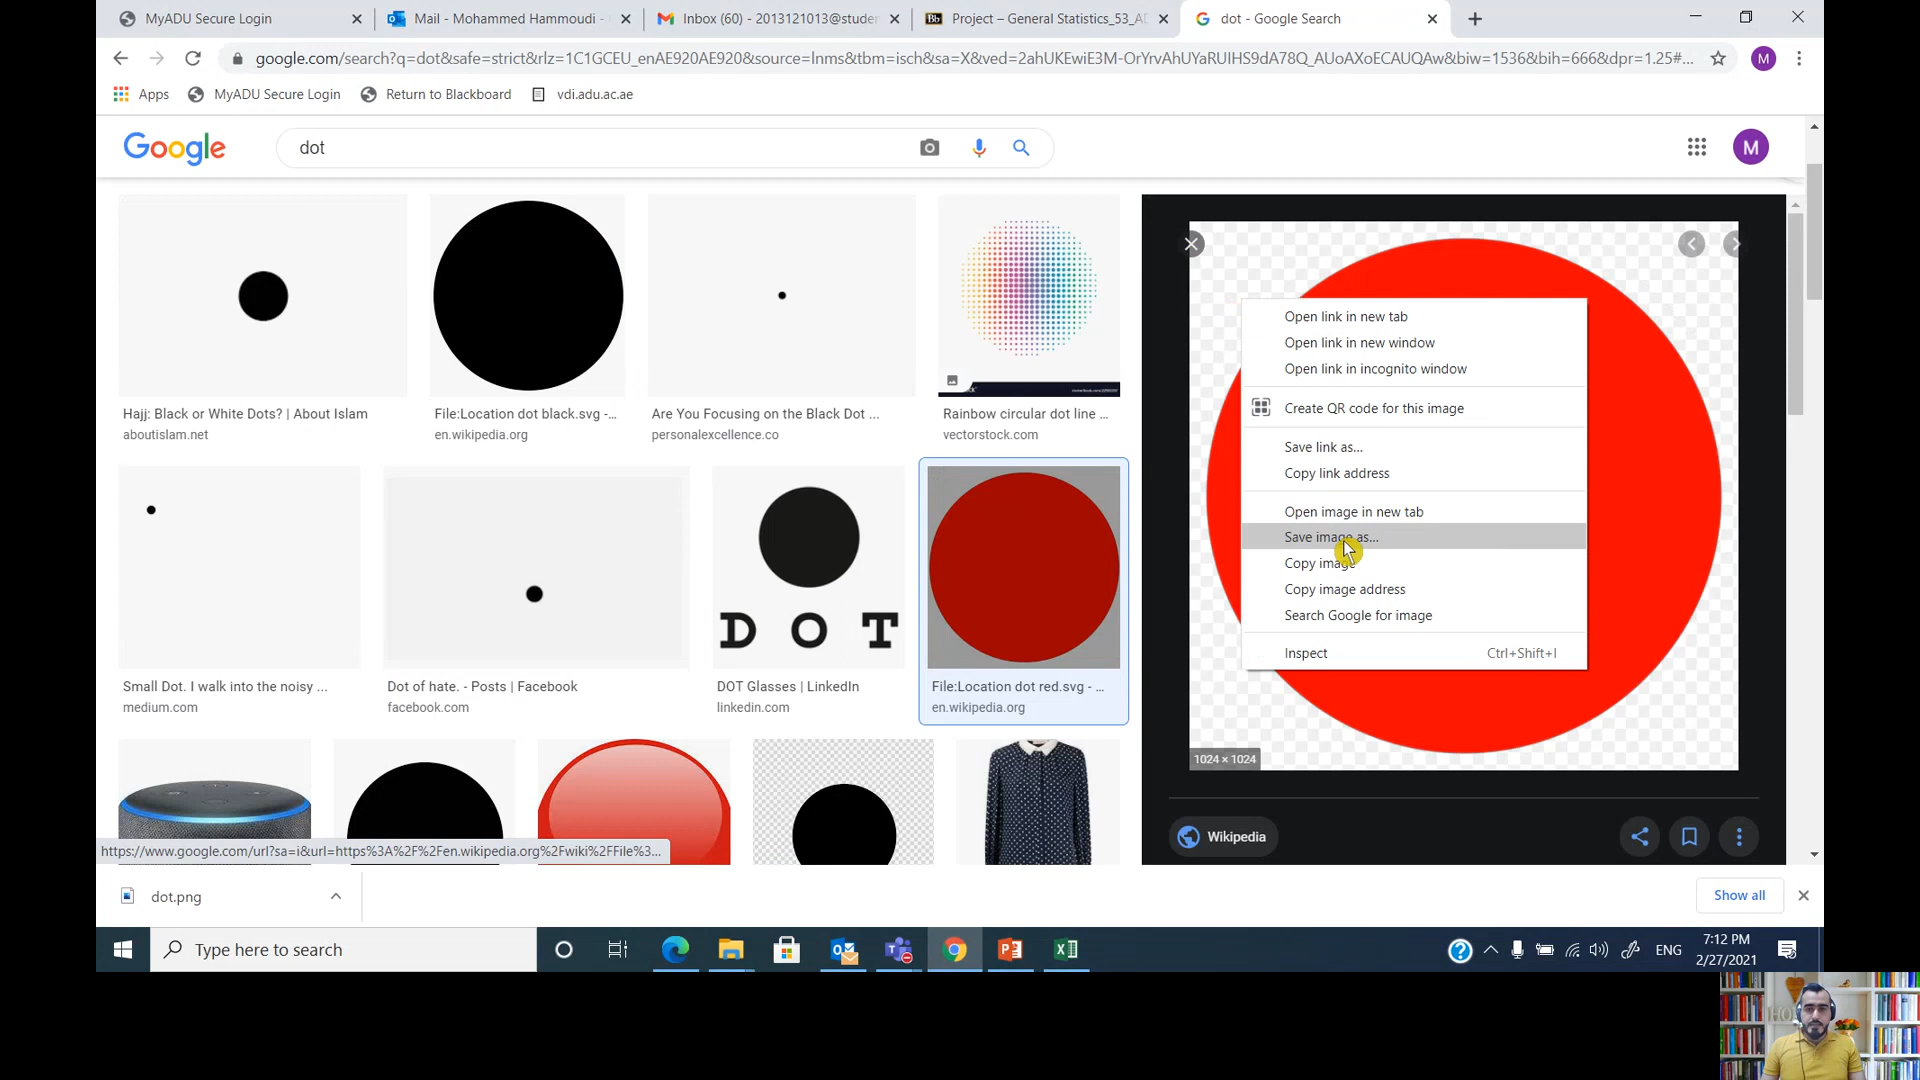 MyADU Secure Login
Mail - Mohammed Hammoudi -
Inbox (60) - 2013121013@studer
Project – General Statistics_53_AD
dot - Google Search
google.com/search?q=dot&safe=strict&rlz=1C1GCEU_enAE920AE920&source=lnms&tbm=isch&sa=X&ved=2ahUKEwiE3M-OrYrvAhUYaRUIHS9dA78Q_AUoAXoECAUQAw&biw=1536&bih=666&dpr=1.25#...
M
Apps
MyADU Secure Login
Return to Blackboard
vdi.adu.ac.ae
Google
dot
M
Hajj: Black or White Dots? | About Islam
aboutislam.net
File:Location dot black.svg -...
en.wikipedia.org
Are You Focusing on the Black Dot ...
personalexcellence.co
Rainbow circular dot line ...
vectorstock.com
Small Dot. I walk into the noisy ...
medium.com
Dot of hate. - Posts | Facebook
facebook.com
DOT
DOT Glasses | LinkedIn
linkedin.com
File:Location dot red.svg - ...
en.wikipedia.org
Open link in new tab
Open link in new window
Open link in incognito window
Create QR code for this image
Save link as...
Copy link address
Open image in new tab
Save image as...
Copy image
Copy image address
Search Google for image
Inspect Ctrl+Shift+I
1024 × 1024
Wikipedia
https://www.google.com/url?sa=i&url=https%3A%2F%2Fen.wikipedia.org%2Fwiki%2FFile%3...
dot.png
Show all
Type here to search
ENG
7:12 PM
2/27/2021